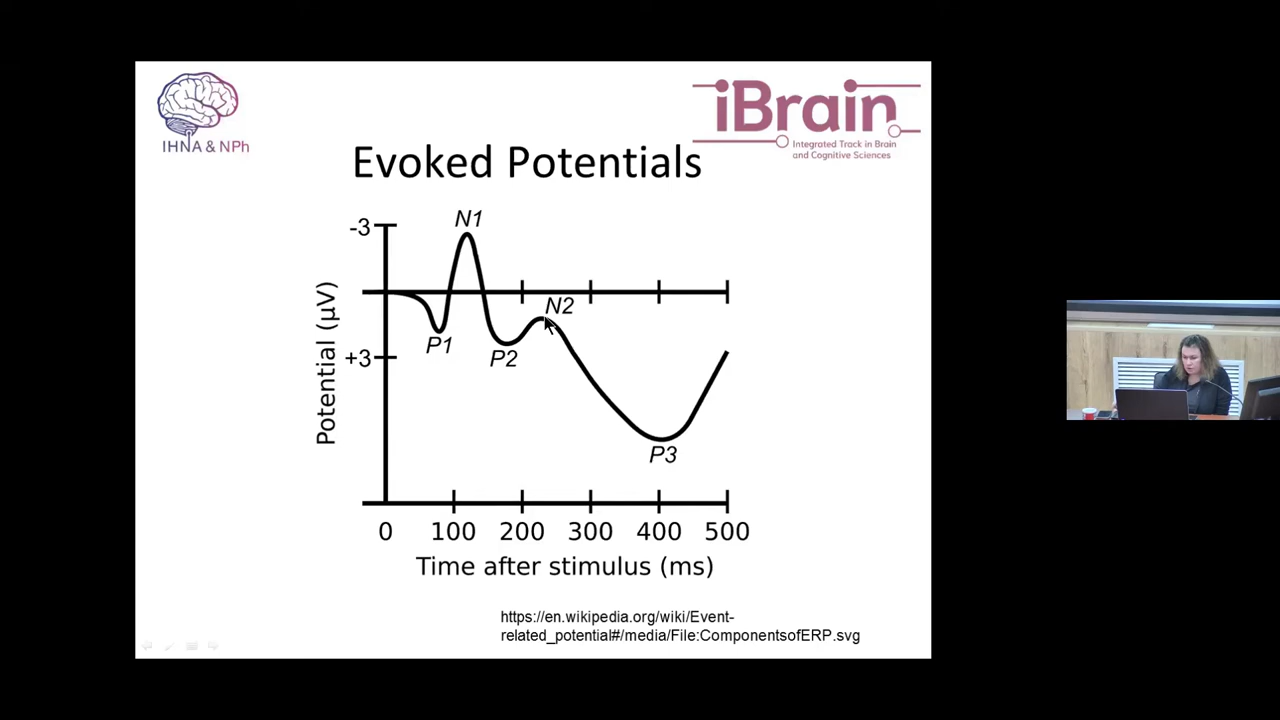 IHNA & NPh
iBrain
Integrated Track in Brain
and Cognitive Sciences
Evoked Potentials
-3
N1
Potential (μV)
N2
P1
P2
+3
P3
0 100 200 300 400 500
Time after stimulus (ms)
https://en.wikipedia.org/wiki/Event-
related_potential#/media/File:ComponentsofERP.svg